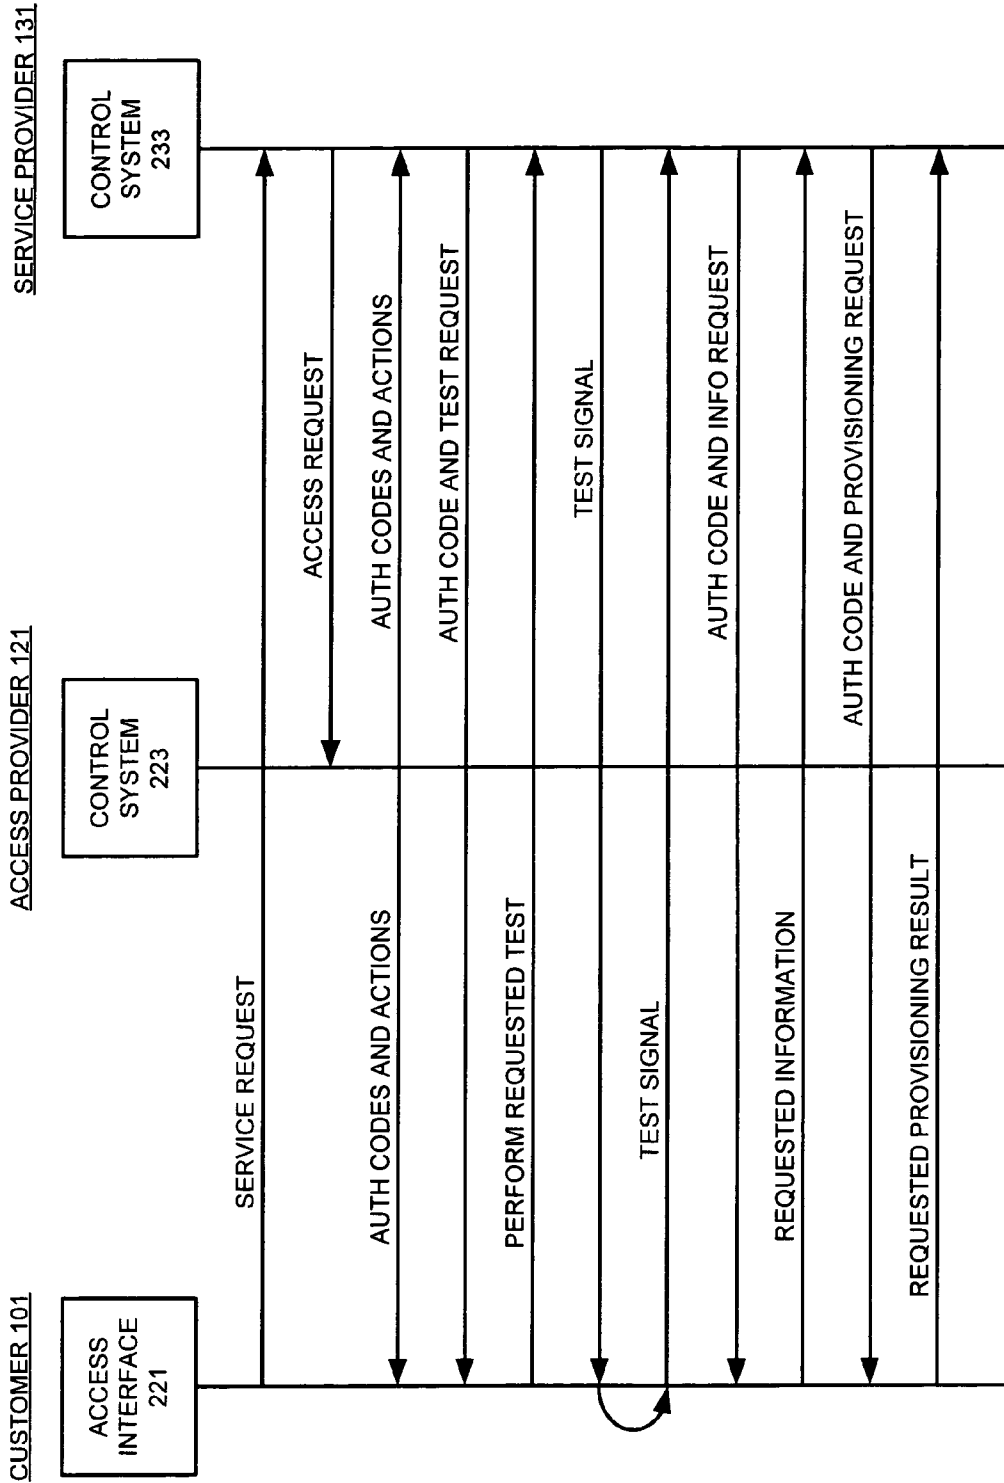 CUSTOMER 101
ACCESS PROVIDER 121
SERVICE PROVIDER 131
ACCESS
INTERFACE
221
CONTROL
SYSTEM
223
CONTROL
SYSTEM
233
SERVICE REQUEST
ACCESS REQUEST
AUTH CODES AND ACTIONS
AUTH CODES AND ACTIONS
AUTH CODE AND TEST REQUEST
PERFORM REQUESTED TEST
TEST SIGNAL
TEST SIGNAL
AUTH CODE AND INFO REQUEST
REQUESTED INFORMATION
AUTH CODE AND PROVISIONING REQUEST
REQUESTED PROVISIONING RESULT